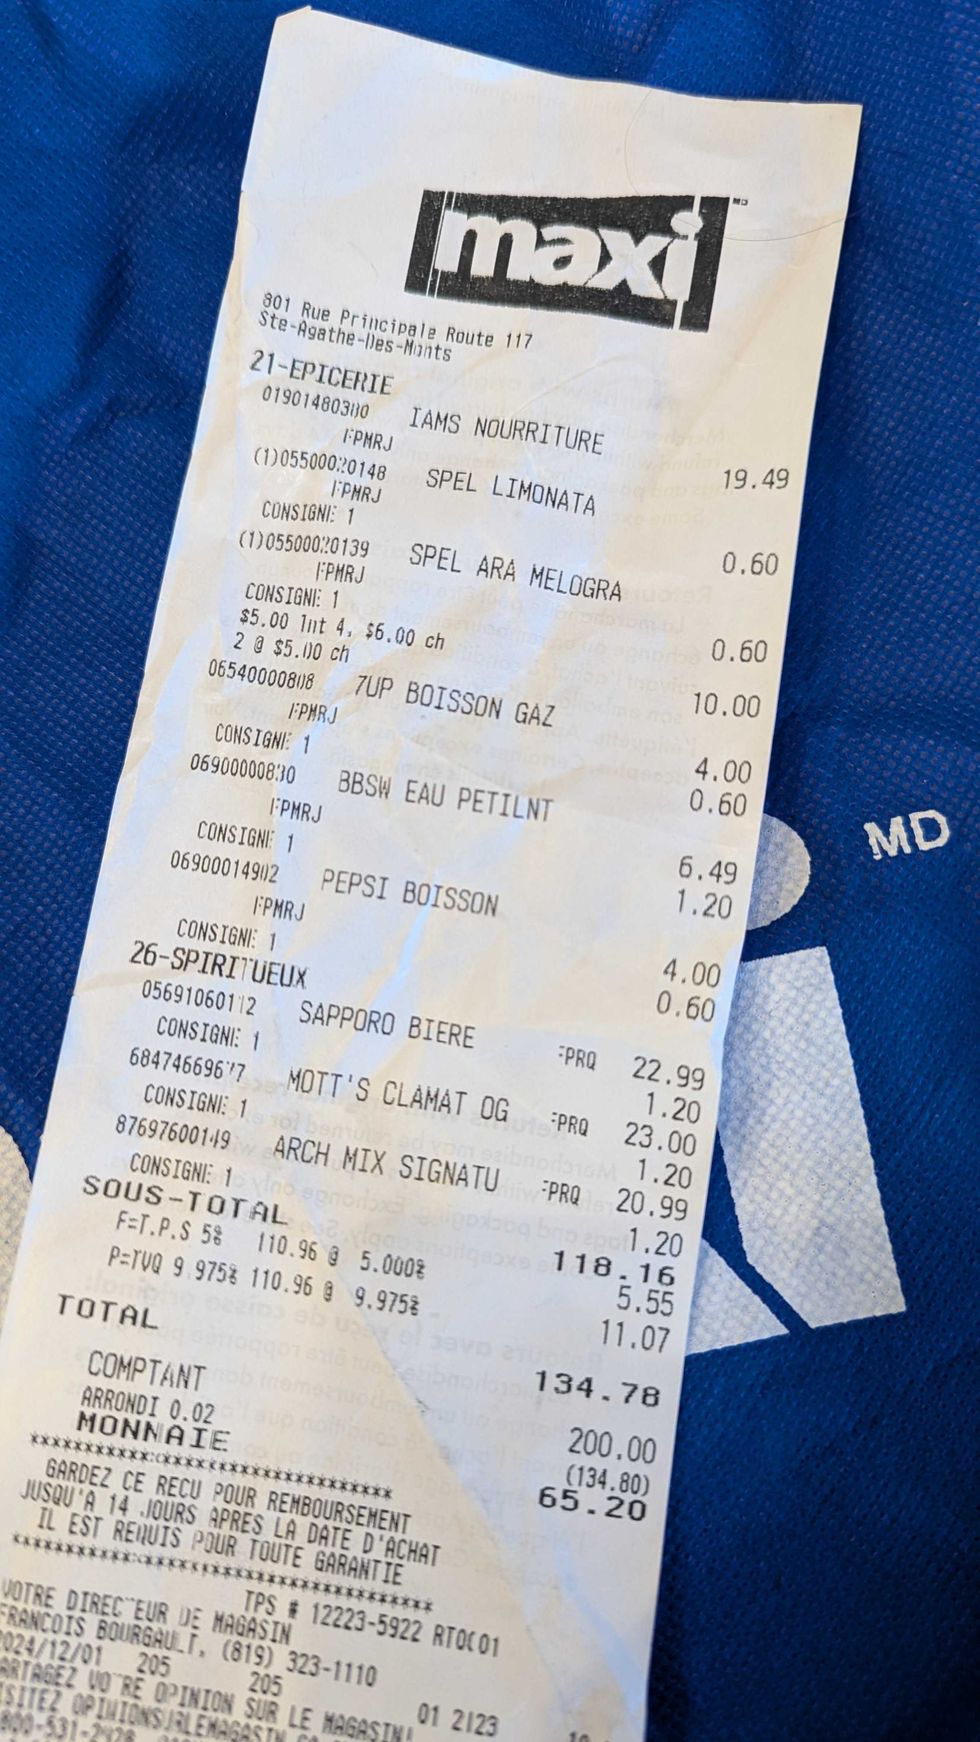 maxi
MD
801 Rue Principale Route 117
Ste-Agathe-Des-Monts
21-EPICERIE
01901480300 IAMS NOURRITURE
FPMRJ 19.49
(1)05500020148 SPEL LIMONATA
FPMRJ
CONSIGNE 1 0.60
(1)05500020139 SPEL ARA MELOGRA
FPMRJ
CONSIGNE 1 0.60
$5.00 Int 4, $6.00 ch
2 @ $5.00 ch 10.00
06540000808 7UP BOISSON GAZ
FPMRJ 4.00
CONSIGNE 1 0.60
06900000830 BBSW EAU PETILNT
FPMRJ 6.49
CONSIGNE 1 1.20
06900014902 PEPSI BOISSON
FPMRJ 4.00
CONSIGNE 1 0.60
26-SPIRITUEUX
05691060112 SAPPORO BIERE FPRQ 22.99
CONSIGNE 1 1.20
68474669677 MOTT'S CLAMAT OG FPRQ 23.00
CONSIGNE 1 1.20
87697600149 ARCH MIX SIGNATU FPRQ 20.99
CONSIGNE 1 1.20
SOUS-TOTAL 118.16
F=T.P.S 5% 110.96 @ 5.000% 5.55
P=TVQ 9.975% 110.96 @ 9.975% 11.07
TOTAL 134.78
COMPTANT 200.00
ARRONDI 0.02 (134.80)
MONNAIE 65.20
************************************
GARDEZ CE RECU POUR REMBOURSEMENT
JUSQU'A 14 JOURS APRES LA DATE D'ACHAT
IL EST REQUIS POUR TOUTE GARANTIE
************************************
TPS # 12223-5922 RT0001
VOTRE DIRECTEUR DE MAGASIN
FRANCOIS BOURGAULT, (819) 323-1110
2024/12/01 205 205 01 2123
PARTAGEZ VOTRE OPINION SUR LE MAGASIN!
MD